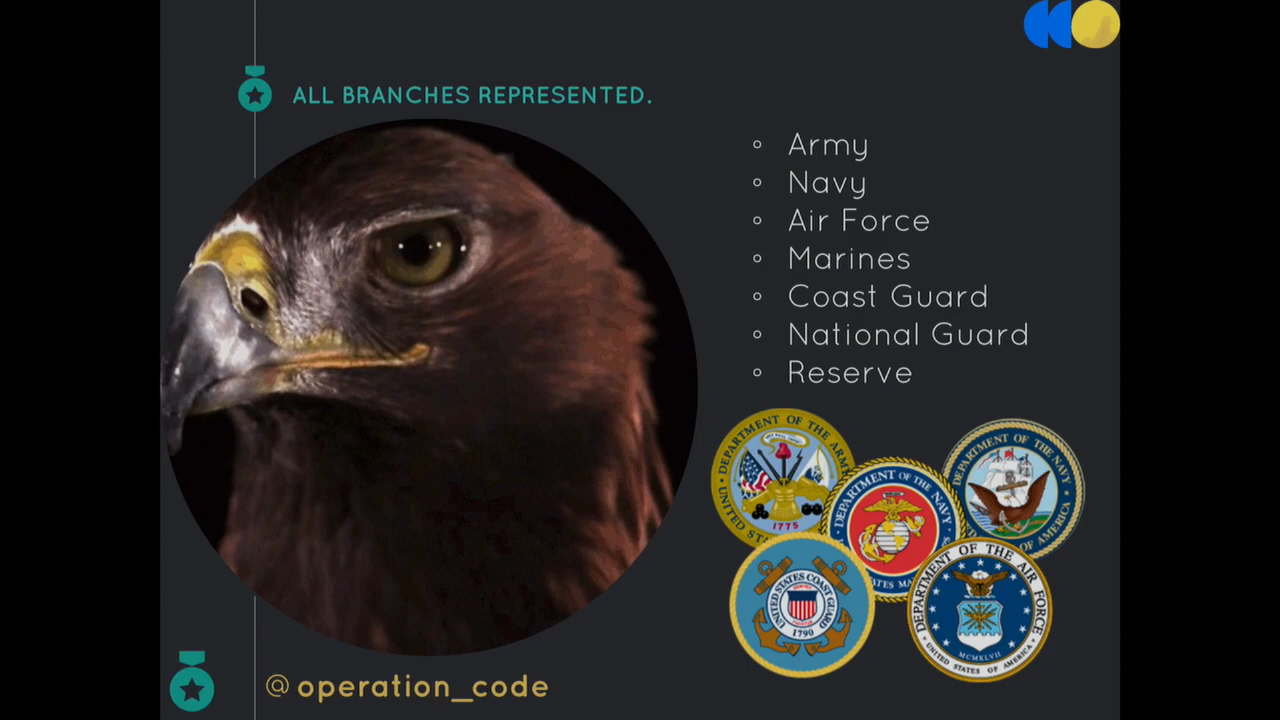 ALL BRANCHES REPRESENTED.
Army
Navy
Air Force
Marines
Coast Guard
National Guard
Reserve
DEPARTMENT OF THE ARMY
UNITED
1775
DEPARTMENT OF THE NAVY
DEPARTMENT OF THE NAVY
OF AMERICA
UNITED STATES COAST GUARD
1790
DEPARTMENT OF THE AIR FORCE
MCMXLVII
UNITED STATES OF AMERICA
@operation_code